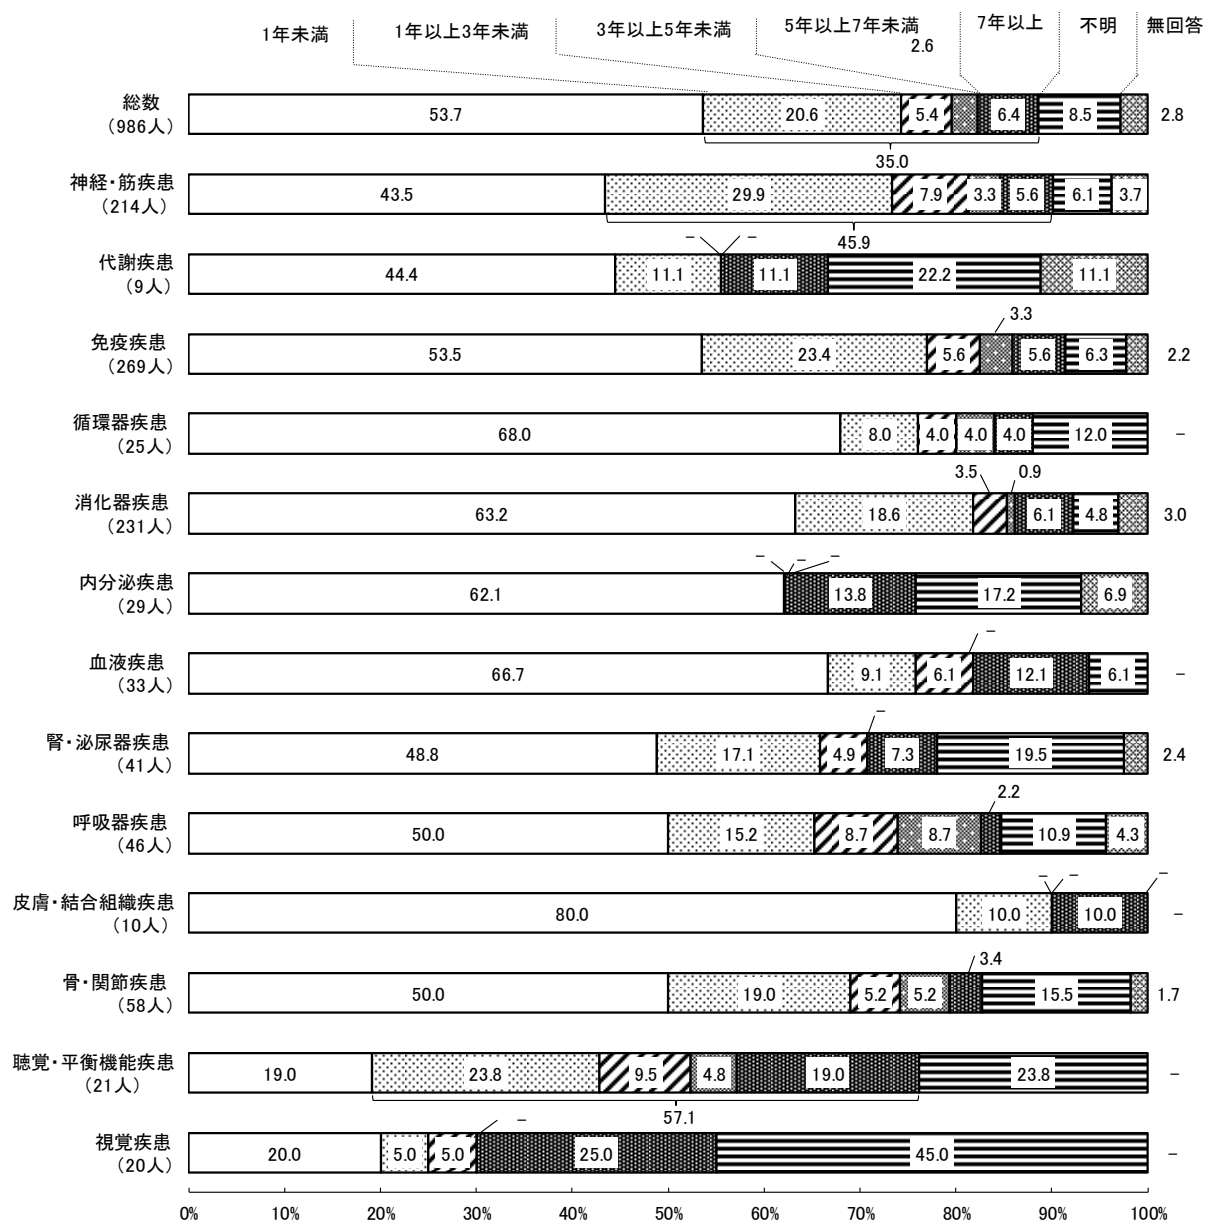 1年未満 1年以上3年未満 3年以上5年未満 5年以上7年未満 7年以上 不明 無回答
2.6
総数
(986人)
53.7 20.6 5.4 6.4 8.5 2.8
35.0
神経・筋疾患
(214人)
43.5 29.9 7.9 3.3 5.6 6.1 3.7
45.9
− −
代謝疾患
(9人)
44.4 11.1 11.1 22.2 11.1
3.3
免疫疾患
(269人)
53.5 23.4 5.6 5.6 6.3 2.2
循環器疾患
(25人)
68.0 8.0 4.0 4.0 4.0 12.0 −
3.5 0.9
消化器疾患
(231人)
63.2 18.6 6.1 4.8 3.0
− − −
内分泌疾患
(29人)
62.1 13.8 17.2 6.9
−
血液疾患
(33人)
66.7 9.1 6.1 12.1 6.1 −
−
腎・泌尿器疾患
(41人)
48.8 17.1 4.9 7.3 19.5 2.4
2.2
呼吸器疾患
(46人)
50.0 15.2 8.7 8.7 10.9 4.3
− − −
皮膚・結合組織疾患
(10人)
80.0 10.0 10.0 −
3.4
骨・関節疾患
(58人)
50.0 19.0 5.2 5.2 15.5 1.7
聴覚・平衡機能疾患
(21人)
19.0 23.8 9.5 4.8 19.0 23.8 −
57.1
−
視覚疾患
(20人)
20.0 5.0 5.0 25.0 45.0 −
0% 10% 20% 30% 40% 50% 60% 70% 80% 90% 100%